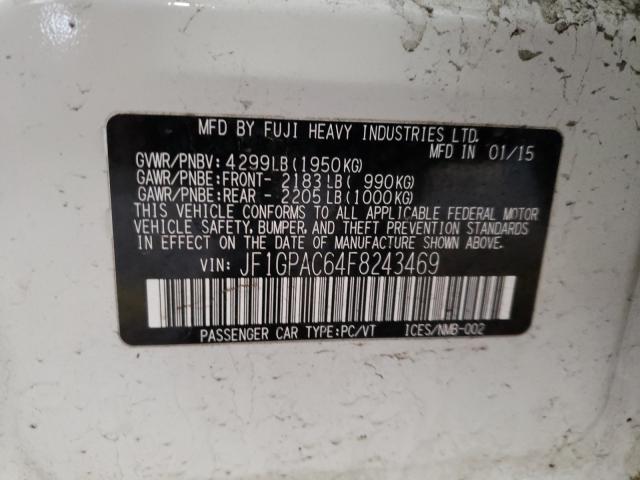 MFD BY FUJI HEAVY INDUSTRIES LTD.
MFD IN 01/15
GVWR/PNBV: 4299LB(1950KG)
GAWR/PNBE:FRONT- 2183LB( 990KG)
GAWR/PNBE:REAR - 2205LB(1000KG)
THIS VEHICLE CONFORMS TO ALL APPLICABLE FEDERAL MOTOR
VEHICLE SAFETY, BUMPER, AND THEFT PREVENTION STANDARDS
IN EFFECT ON THE DATE OF MANUFACTURE SHOWN ABOVE.
VIN: JF1GPAC64F8243469
PASSENGER CAR TYPE:PC/VT ICES/NMB-002